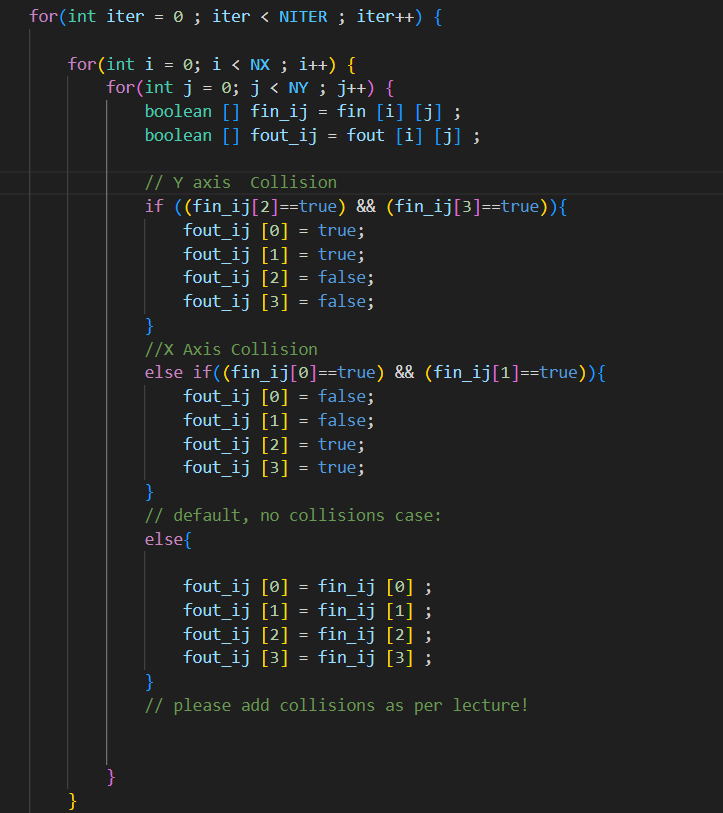 for(int iter = 0 ; iter < NITER ; iter++) {
for(int i = 0; i < NX ; i++) {
for(int j = 0; j < NY ; j++) {
boolean [] fin_ij = fin [i] [j] ;
boolean [] fout_ij = fout [i] [j] ;
// Y axis  Collision
if ((fin_ij[2]==true) && (fin_ij[3]==true)){
fout_ij [0] = true;
fout_ij [1] = true;
fout_ij [2] = false;
fout_ij [3] = false;
}
//X Axis Collision
else if((fin_ij[0]==true) && (fin_ij[1]==true)){
fout_ij [0] = false;
fout_ij [1] = false;
fout_ij [2] = true;
fout_ij [3] = true;
}
// default, no collisions case:
else{
fout_ij [0] = fin_ij [0] ;
fout_ij [1] = fin_ij [1] ;
fout_ij [2] = fin_ij [2] ;
fout_ij [3] = fin_ij [3] ;
}
// please add collisions as per lecture!
}
}